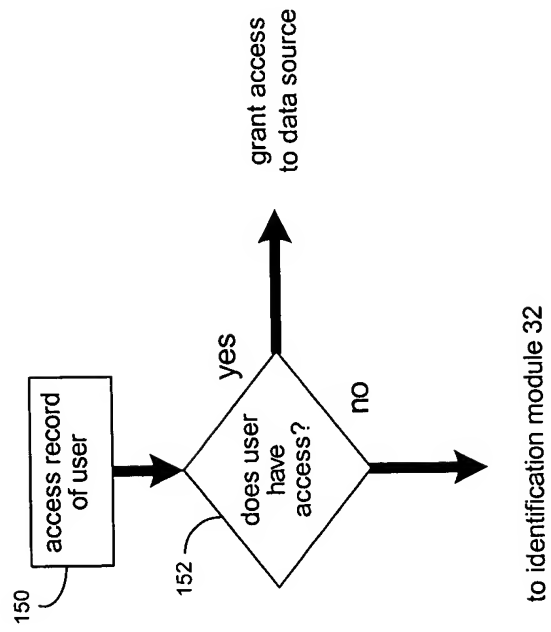 150
access record
of user
152
does user
have
access?
yes
grant access
to data source
no
to identification module 32